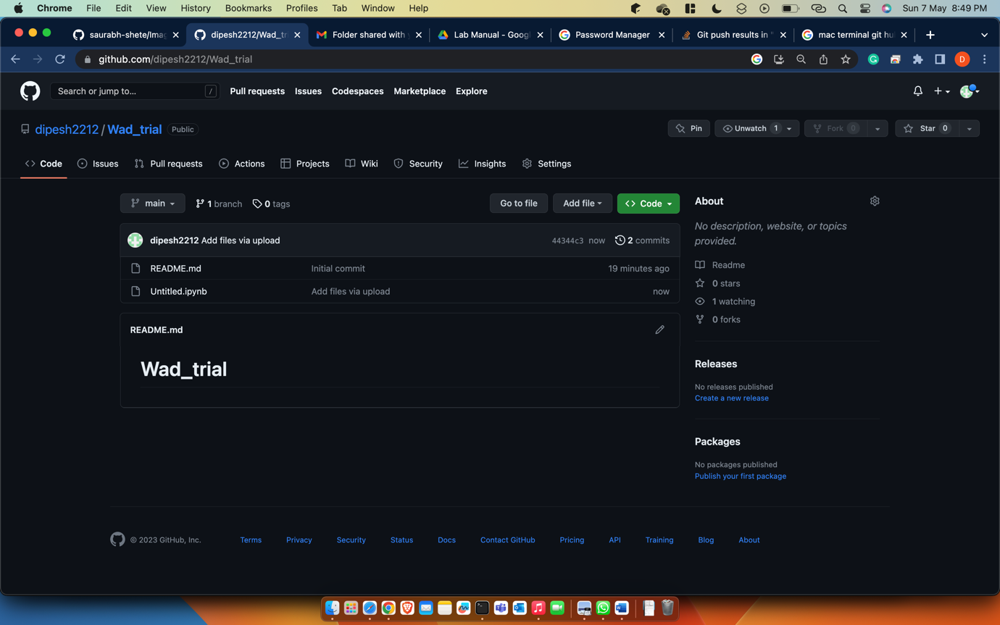 Chrome File Edit View History Bookmarks Profiles Tab Window Help Sun 7 May 8:49 PM
saurabh-shete/Imag dipesh2212/Wad_tri Folder shared with y Lab Manual - Googl Password Manager Git push results in " mac terminal git hu
github.com/dipesh2212/Wad_trial D
Search or jump to... / Pull requests Issues Codespaces Marketplace Explore
dipesh2212 / Wad_trial Public Pin Unwatch 1 Fork 0 Star 0
Code Issues Pull requests Actions Projects Wiki Security Insights Settings
main 1 branch 0 tags Go to file Add file Code
About
dipesh2212 Add files via upload 44344c3 now 2 commits
No description, website, or topics
provided.
README.md Initial commit 19 minutes ago
Untitled.ipynb Add files via upload now
Readme
0 stars
1 watching
0 forks
README.md
Wad_trial
Releases
No releases published
Create a new release
Packages
No packages published
Publish your first package
© 2023 GitHub, Inc. Terms Privacy Security Status Docs Contact GitHub Pricing API Training Blog About